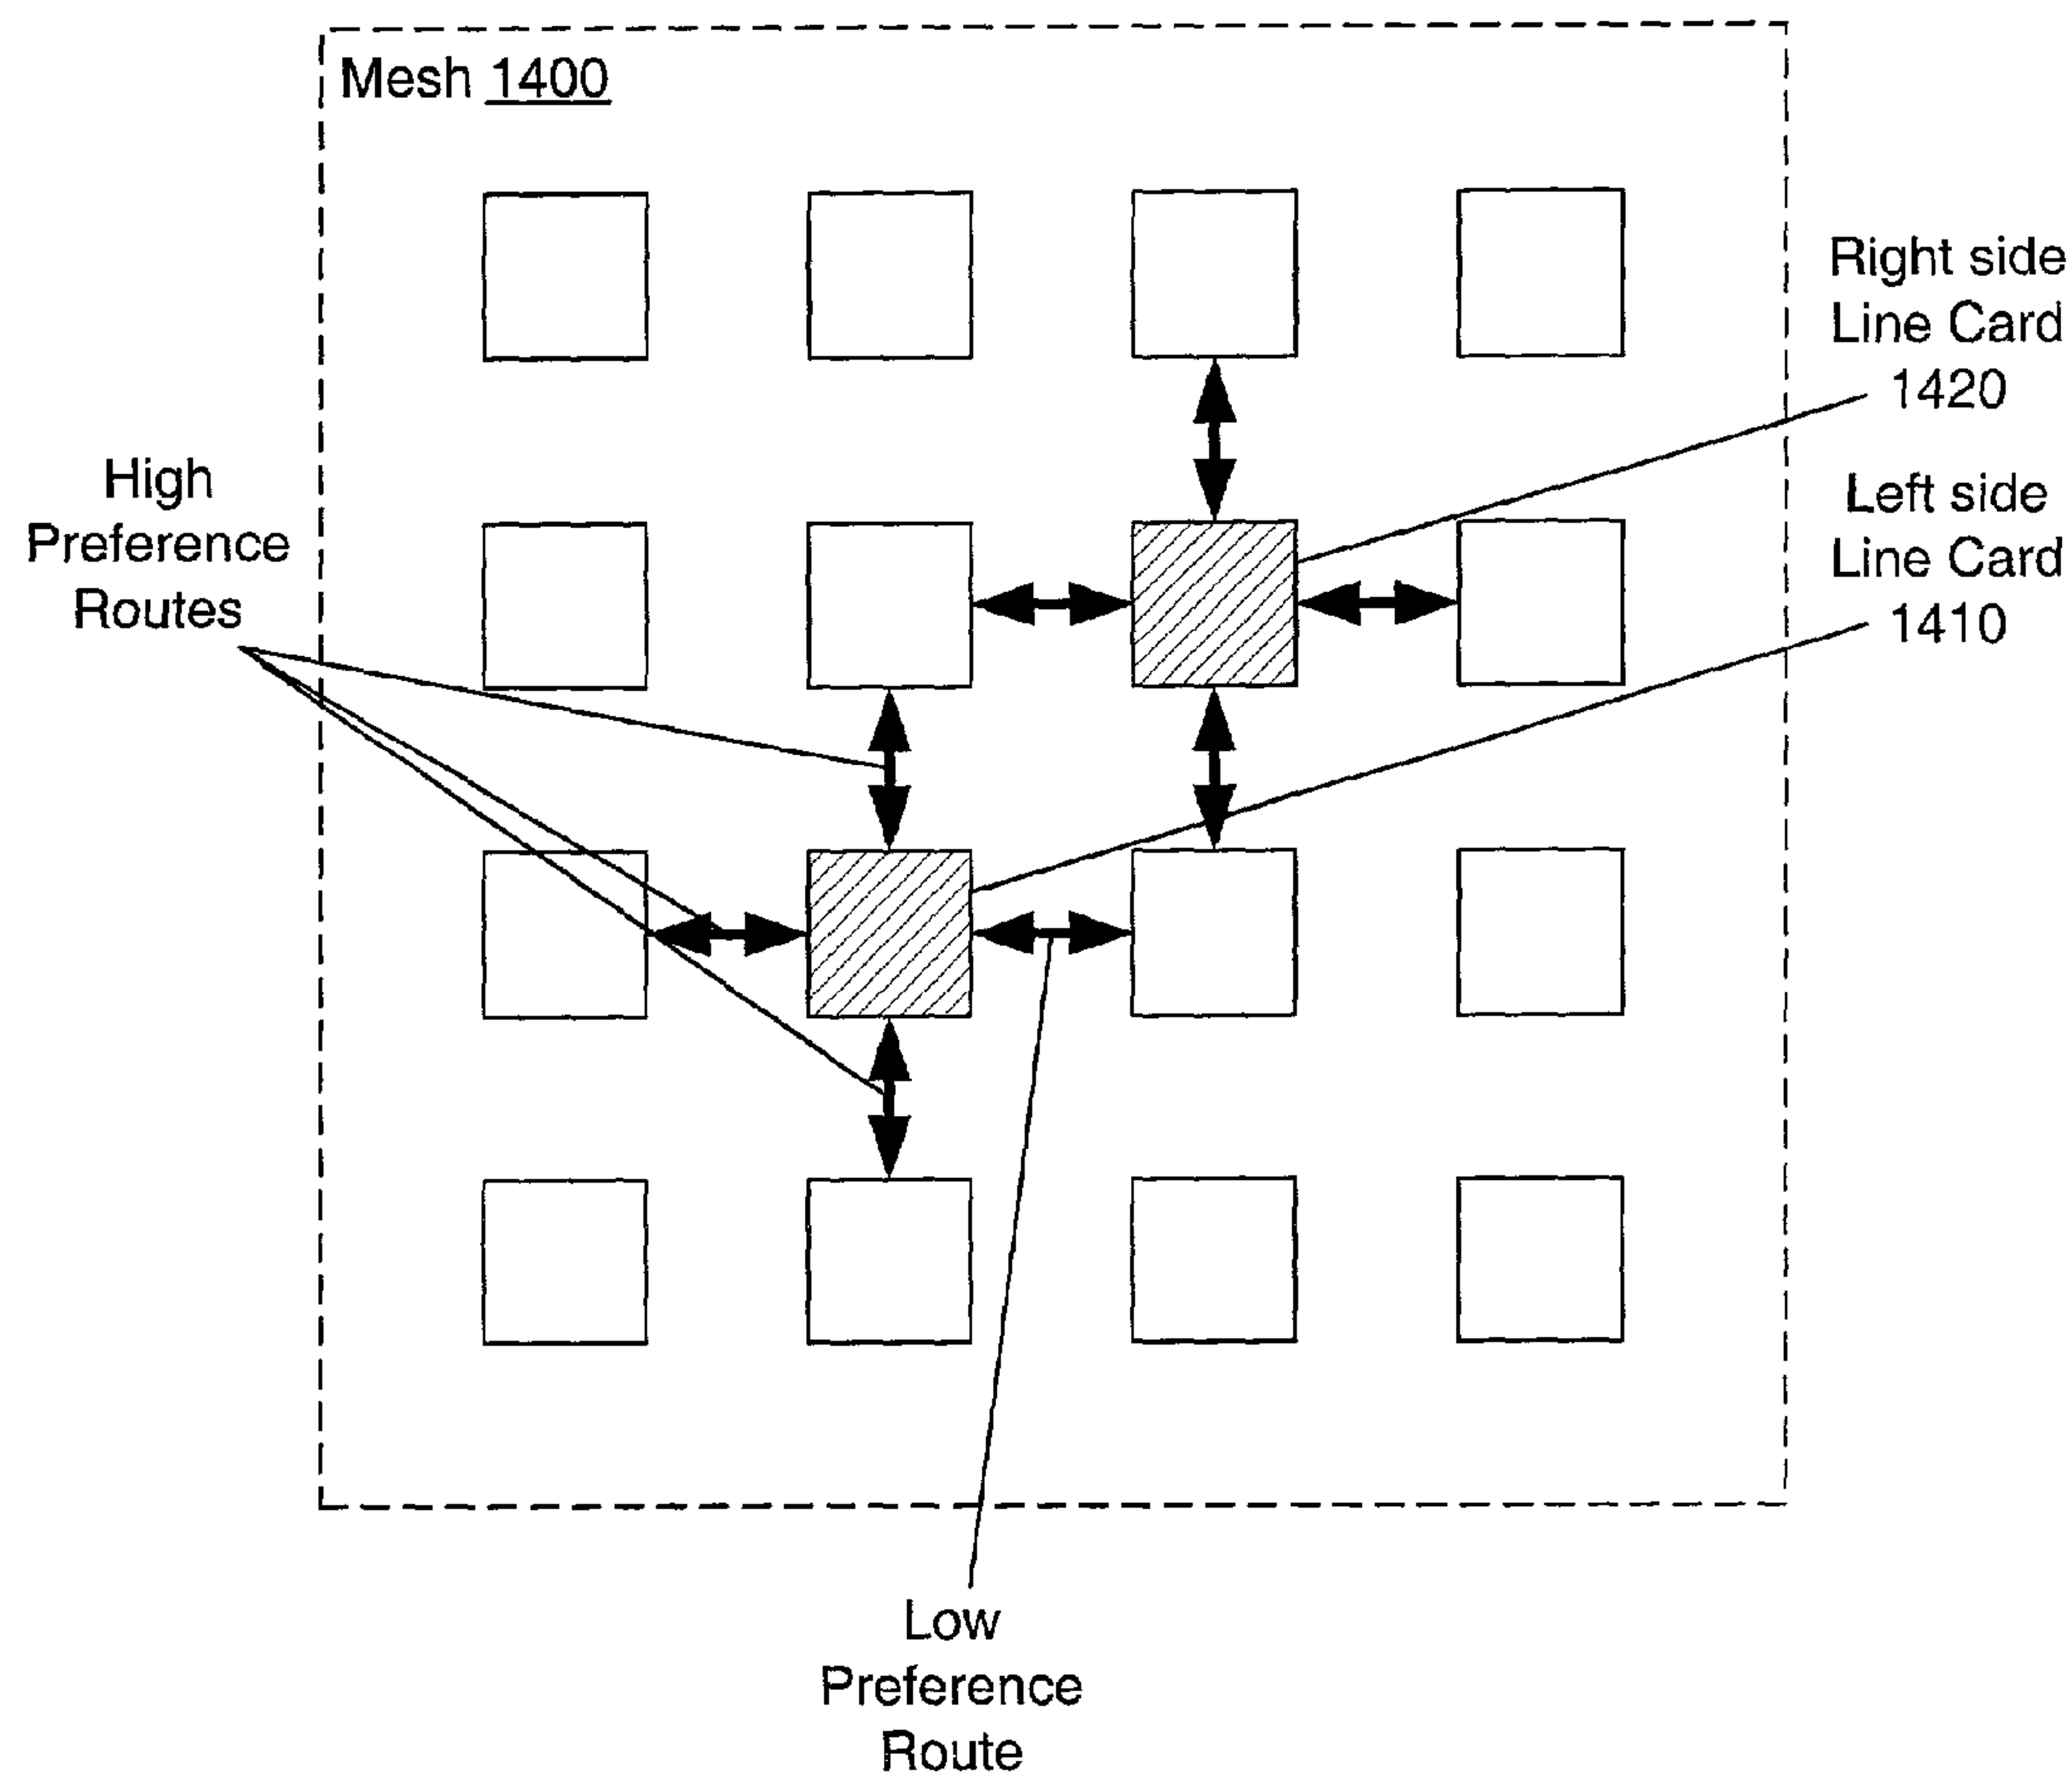 Mesh 1400
Right side
Line Card
1420
High
Preference
Routes
Left side
Line Card
1410
Low
Preference
Route